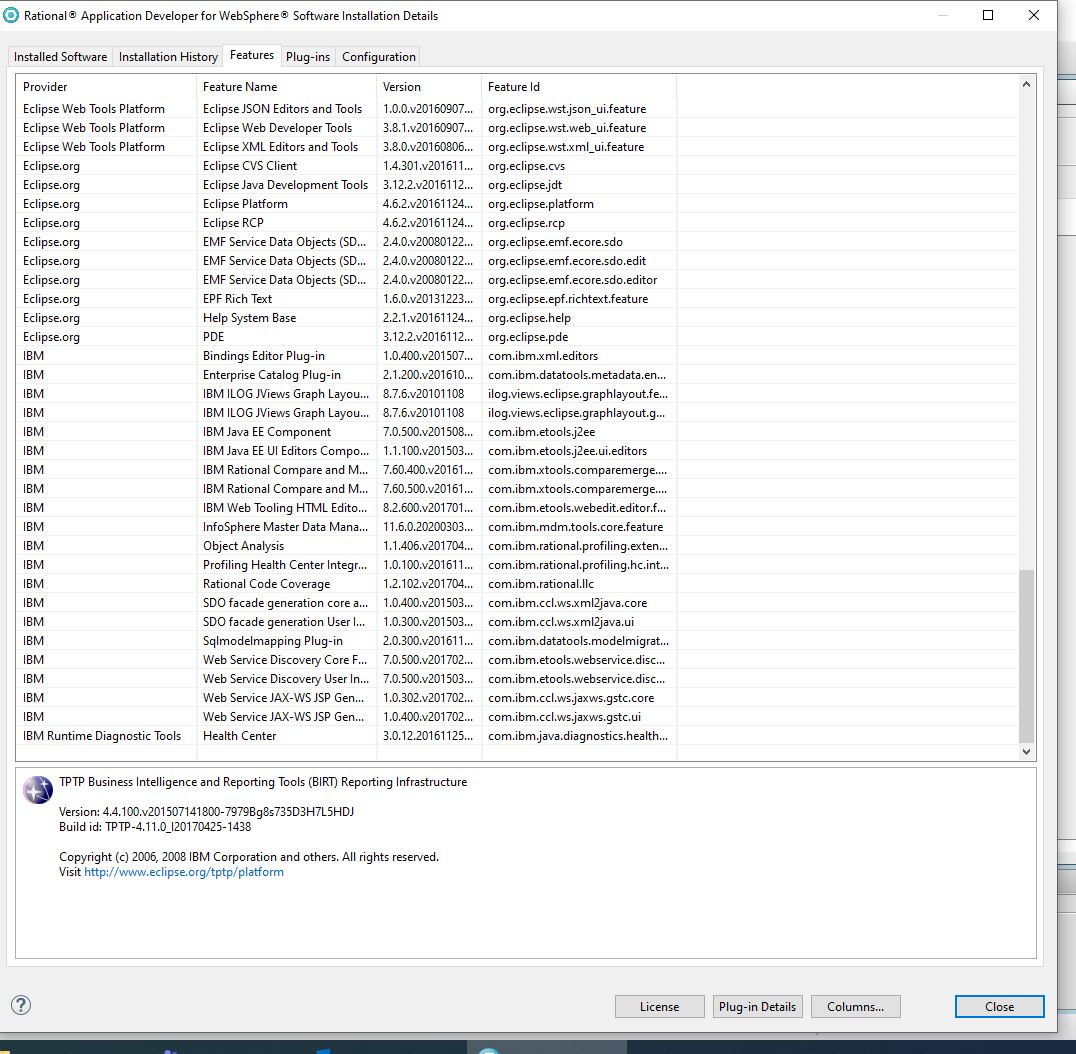 Rational® Application Developer for WebSphere® Software Installation Details
Installed Software Installation History Features Plug-ins Configuration
Provider Feature Name Version Feature Id
Eclipse Web Tools Platform Eclipse JSON Editors and Tools 1.0.0.v20160907... org.eclipse.wst.json_ui.feature
Eclipse Web Tools Platform Eclipse Web Developer Tools 3.8.1.v20160907... org.eclipse.wst.web_ui.feature
Eclipse Web Tools Platform Eclipse XML Editors and Tools 3.8.0.v20160806... org.eclipse.wst.xml_ui.feature
Eclipse.org Eclipse CVS Client 1.4.301.v201611... org.eclipse.cvs
Eclipse.org Eclipse Java Development Tools 3.12.2.v2016112... org.eclipse.jdt
Eclipse.org Eclipse Platform 4.6.2.v20161124... org.eclipse.platform
Eclipse.org Eclipse RCP 4.6.2.v20161124... org.eclipse.rcp
Eclipse.org EMF Service Data Objects (SD... 2.4.0.v20080122... org.eclipse.emf.ecore.sdo
Eclipse.org EMF Service Data Objects (SD... 2.4.0.v20080122... org.eclipse.emf.ecore.sdo.edit
Eclipse.org EMF Service Data Objects (SD... 2.4.0.v20080122... org.eclipse.emf.ecore.sdo.editor
Eclipse.org EPF Rich Text 1.6.0.v20131223... org.eclipse.epf.richtext.feature
Eclipse.org Help System Base 2.2.1.v20161124... org.eclipse.help
Eclipse.org PDE 3.12.2.v2016112... org.eclipse.pde
IBM Bindings Editor Plug-in 1.0.400.v201507... com.ibm.xml.editors
IBM Enterprise Catalog Plug-in 2.1.200.v201610... com.ibm.datatools.metadata.en...
IBM IBM ILOG JViews Graph Layou... 8.7.6.v20101108 ilog.views.eclipse.graphlayout.fe...
IBM IBM ILOG JViews Graph Layou... 8.7.6.v20101108 ilog.views.eclipse.graphlayout.g...
IBM IBM Java EE Component 7.0.500.v201508... com.ibm.etools.j2ee
IBM IBM Java EE UI Editors Compo... 1.1.100.v201503... com.ibm.etools.j2ee.ui.editors
IBM IBM Rational Compare and M... 7.60.400.v20161... com.ibm.xtools.comparemerge....
IBM IBM Rational Compare and M... 7.60.500.v20161... com.ibm.xtools.comparemerge....
IBM IBM Web Tooling HTML Edito... 8.2.600.v201701... com.ibm.etools.webedit.editor.f...
IBM InfoSphere Master Data Mana... 11.6.0.20200303... com.ibm.mdm.tools.core.feature
IBM Object Analysis 1.1.406.v201704... com.ibm.rational.profiling.exten...
IBM Profiling Health Center Integr... 1.0.100.v201611... com.ibm.rational.profiling.hc.int...
IBM Rational Code Coverage 1.2.102.v201704... com.ibm.rational.llc
IBM SDO facade generation core a... 1.0.400.v201503... com.ibm.ccl.ws.xml2java.core
IBM SDO facade generation User I... 1.0.300.v201503... com.ibm.ccl.ws.xml2java.ui
IBM Sqlmodelmapping Plug-in 2.0.300.v201611... com.ibm.datatools.modelmigrat...
IBM Web Service Discovery Core F... 7.0.500.v201702... com.ibm.etools.webservice.disc...
IBM Web Service Discovery User In... 7.0.500.v201503... com.ibm.etools.webservice.disc...
IBM Web Service JAX-WS JSP Gen... 1.0.302.v201702... com.ibm.ccl.ws.jaxws.gstc.core
IBM Web Service JAX-WS JSP Gen... 1.0.400.v201702... com.ibm.ccl.ws.jaxws.gstc.ui
IBM Runtime Diagnostic Tools Health Center 3.0.12.20161125... com.ibm.java.diagnostics.health...
TPTP Business Intelligence and Reporting Tools (BIRT) Reporting Infrastructure
Version: 4.4.100.v201507141800-7979Bg8s735D3H7L5HDJ
Build id: TPTP-4.11.0_I20170425-1438
Copyright (c) 2006, 2008 IBM Corporation and others. All rights reserved.
Visit http://www.eclipse.org/tptp/platform
? License Plug-in Details Columns... Close